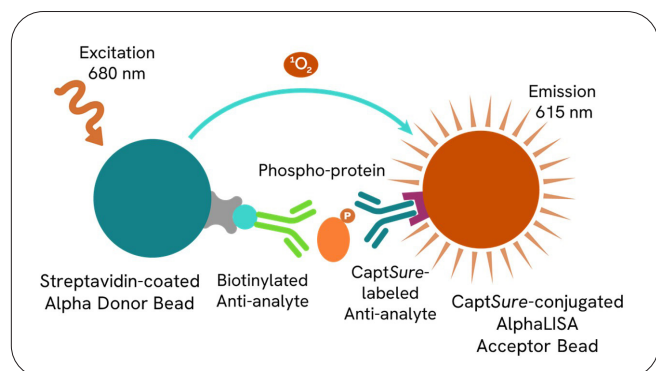 Excitation
680 nm
¹O₂
Emission
615 nm
Phospho-protein
P
Streptavidin-coated
Alpha Donor Bead
Biotinylated
Anti-analyte
CaptSure-
labeled
Anti-analyte
CaptSure-conjugated
AlphaLISA
Acceptor Bead